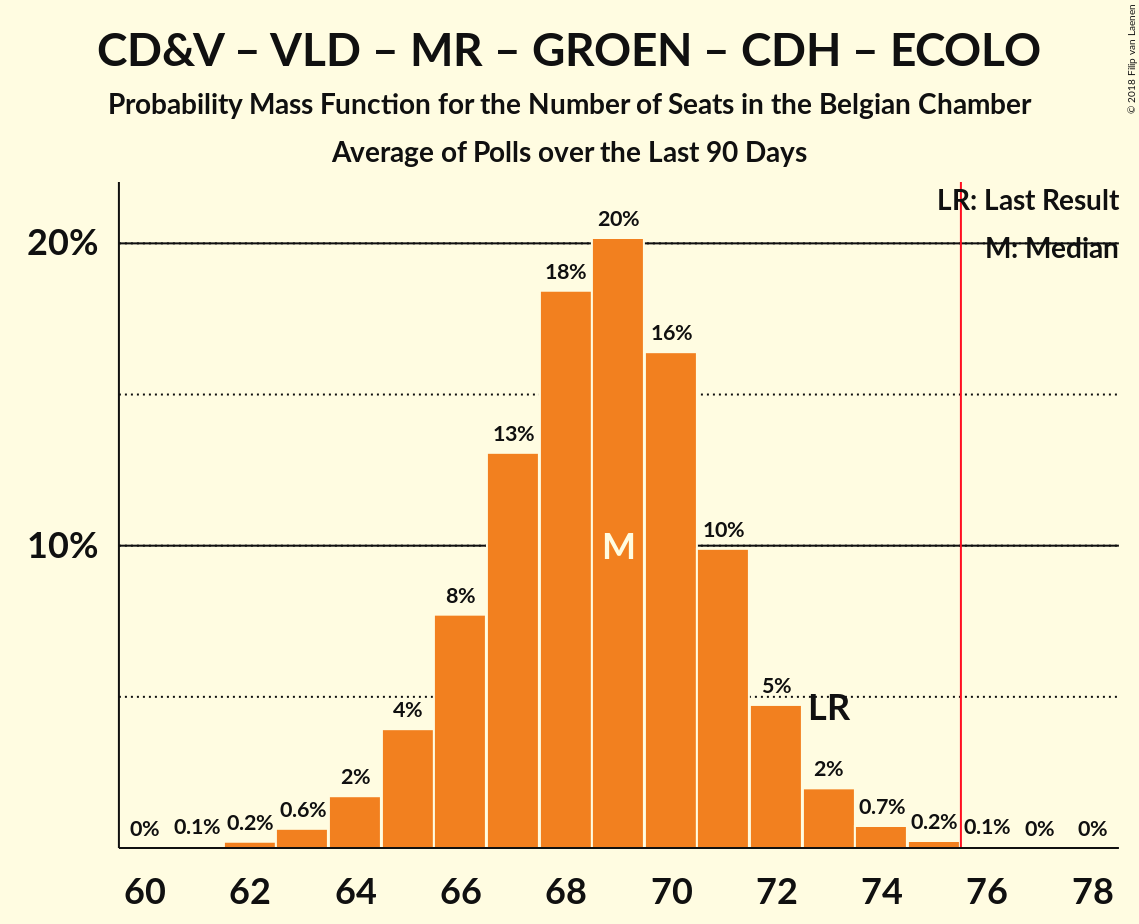 CD&V – VLD – MR – GROEN – CDH – ECOLO
Probability Mass Function for the Number of Seats in the Belgian Chamber
Average of Polls over the Last 90 Days
© 2018 Filip van Laenen
LR: Last Result
M: Median
20%
10%
0% 0.1% 0.2% 0.6% 2% 4% 8% 13% 18% 20% 16% 10% 5% 2% 0.7% 0.2% 0.1% 0% 0%
M
LR
60 62 64 66 68 70 72 74 76 78